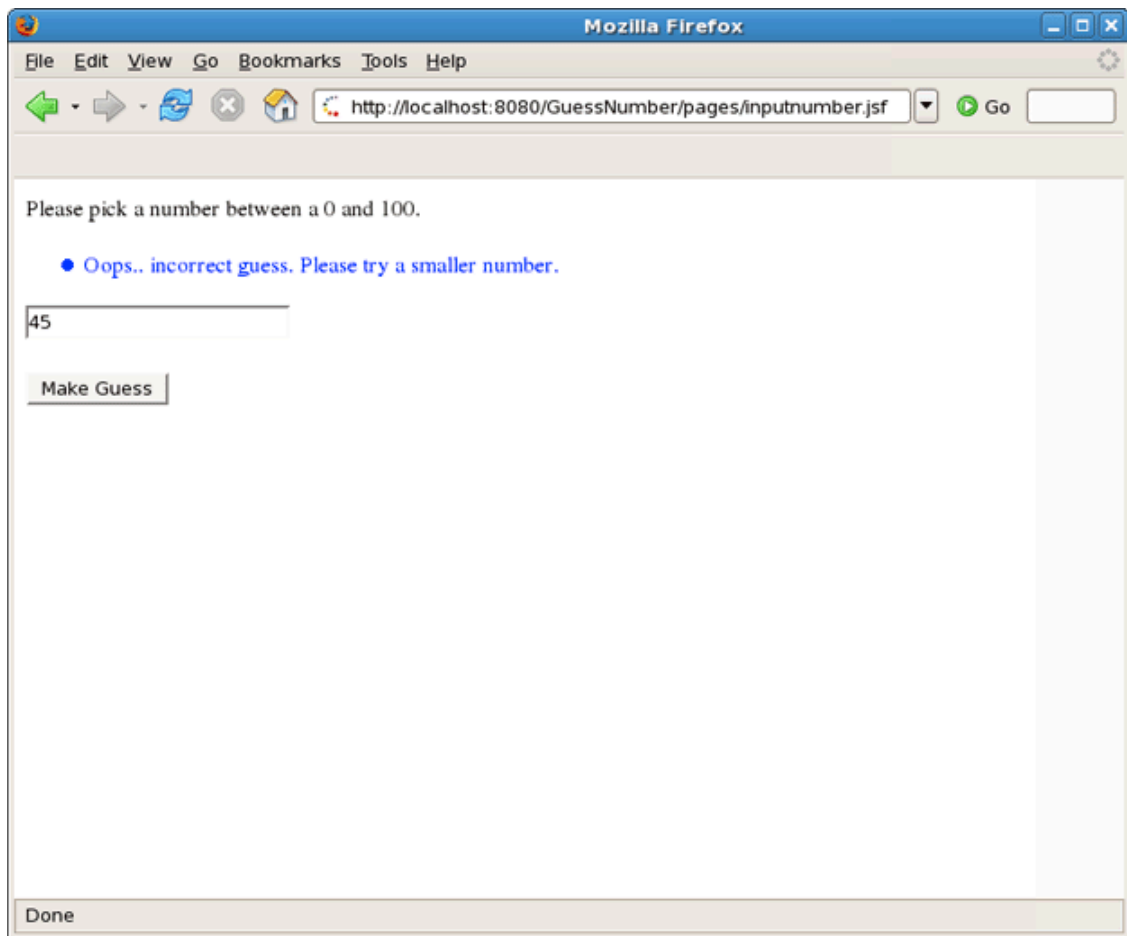 Mozilla Firefox
File Edit View Go Bookmarks Tools Help
http://localhost:8080/GuessNumber/pages/inputnumber.jsf Go
Please pick a number between a 0 and 100.
Oops.. incorrect guess. Please try a smaller number.
45
Make Guess
Done